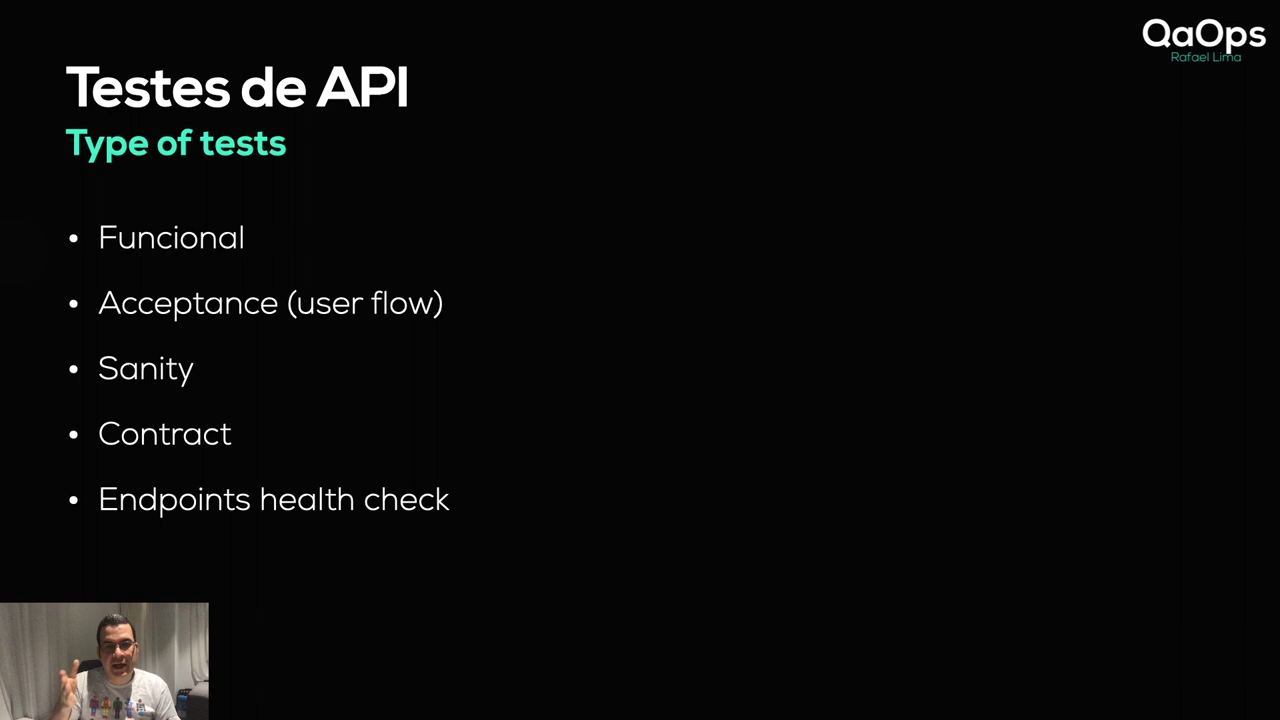 QaOps
Rafael Lima
Testes de API
Type of tests
• Funcional
• Acceptance (user flow)
• Sanity
• Contract
• Endpoints health check